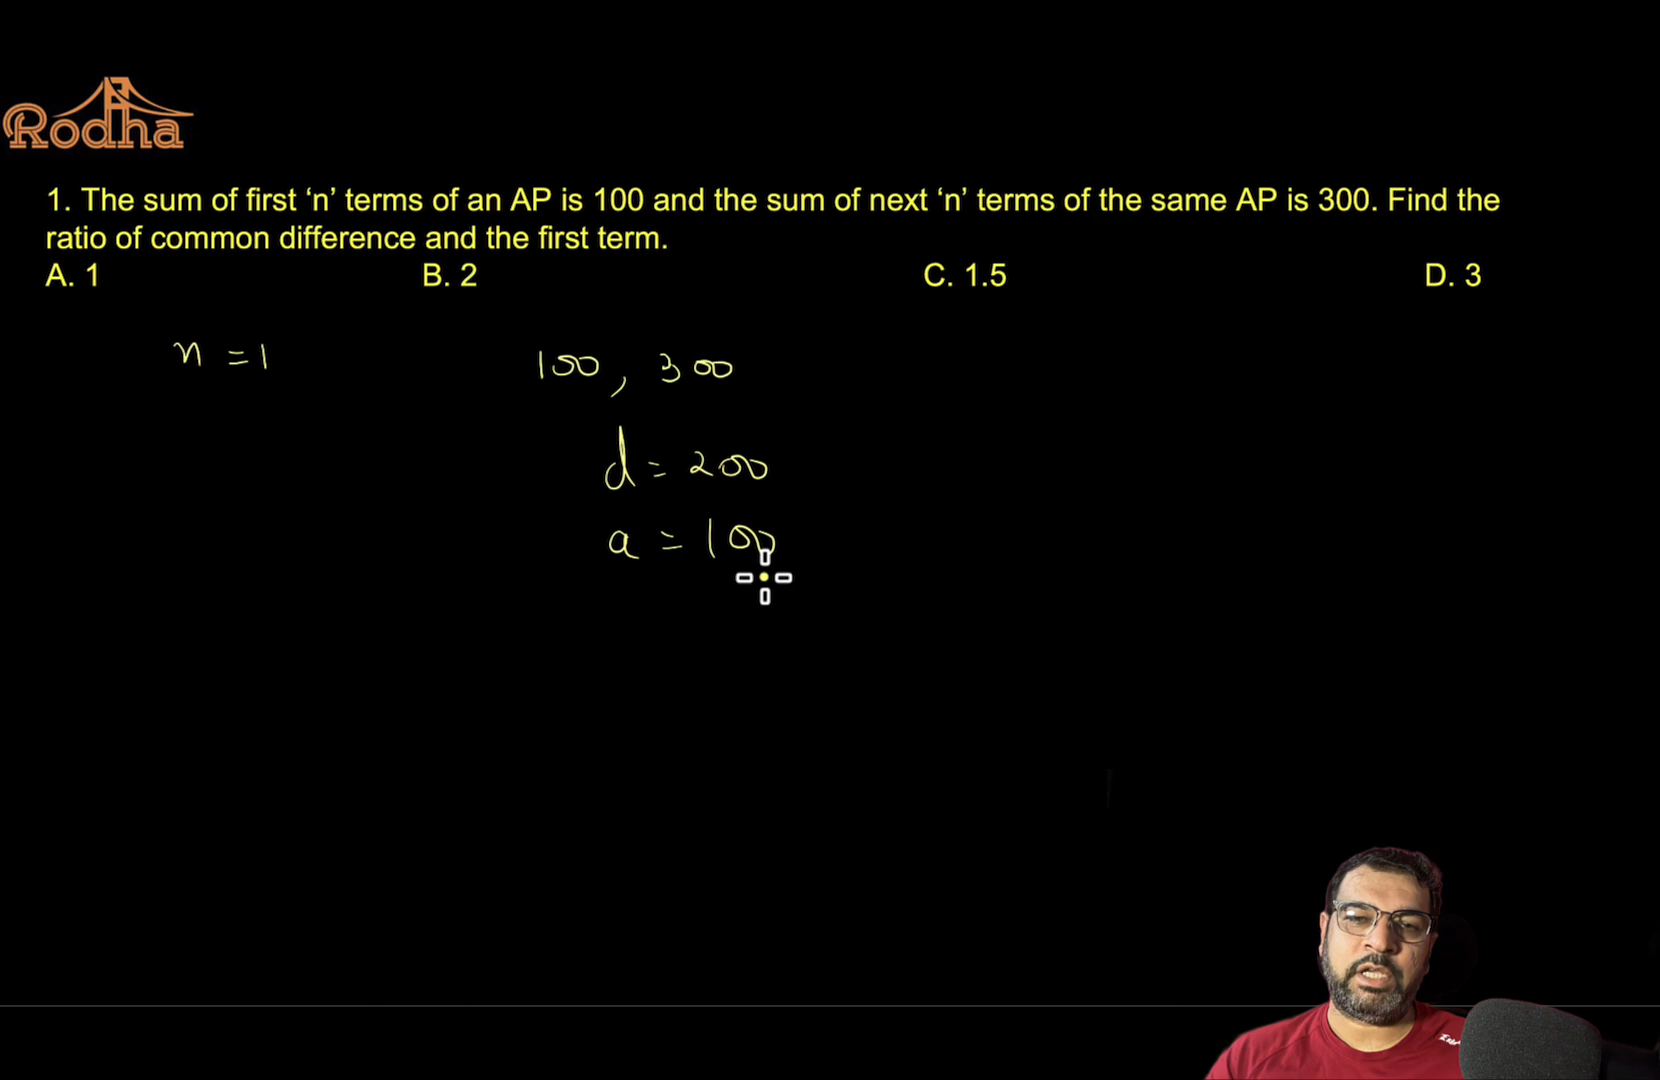 Rodha
1. The sum of first ‘n’ terms of an AP is 100 and the sum of next ‘n’ terms of the same AP is 300. Find the
ratio of common difference and the first term.
A. 1 B. 2 C. 1.5 D. 3
n = 1 100, 300
d = 200
a = 100